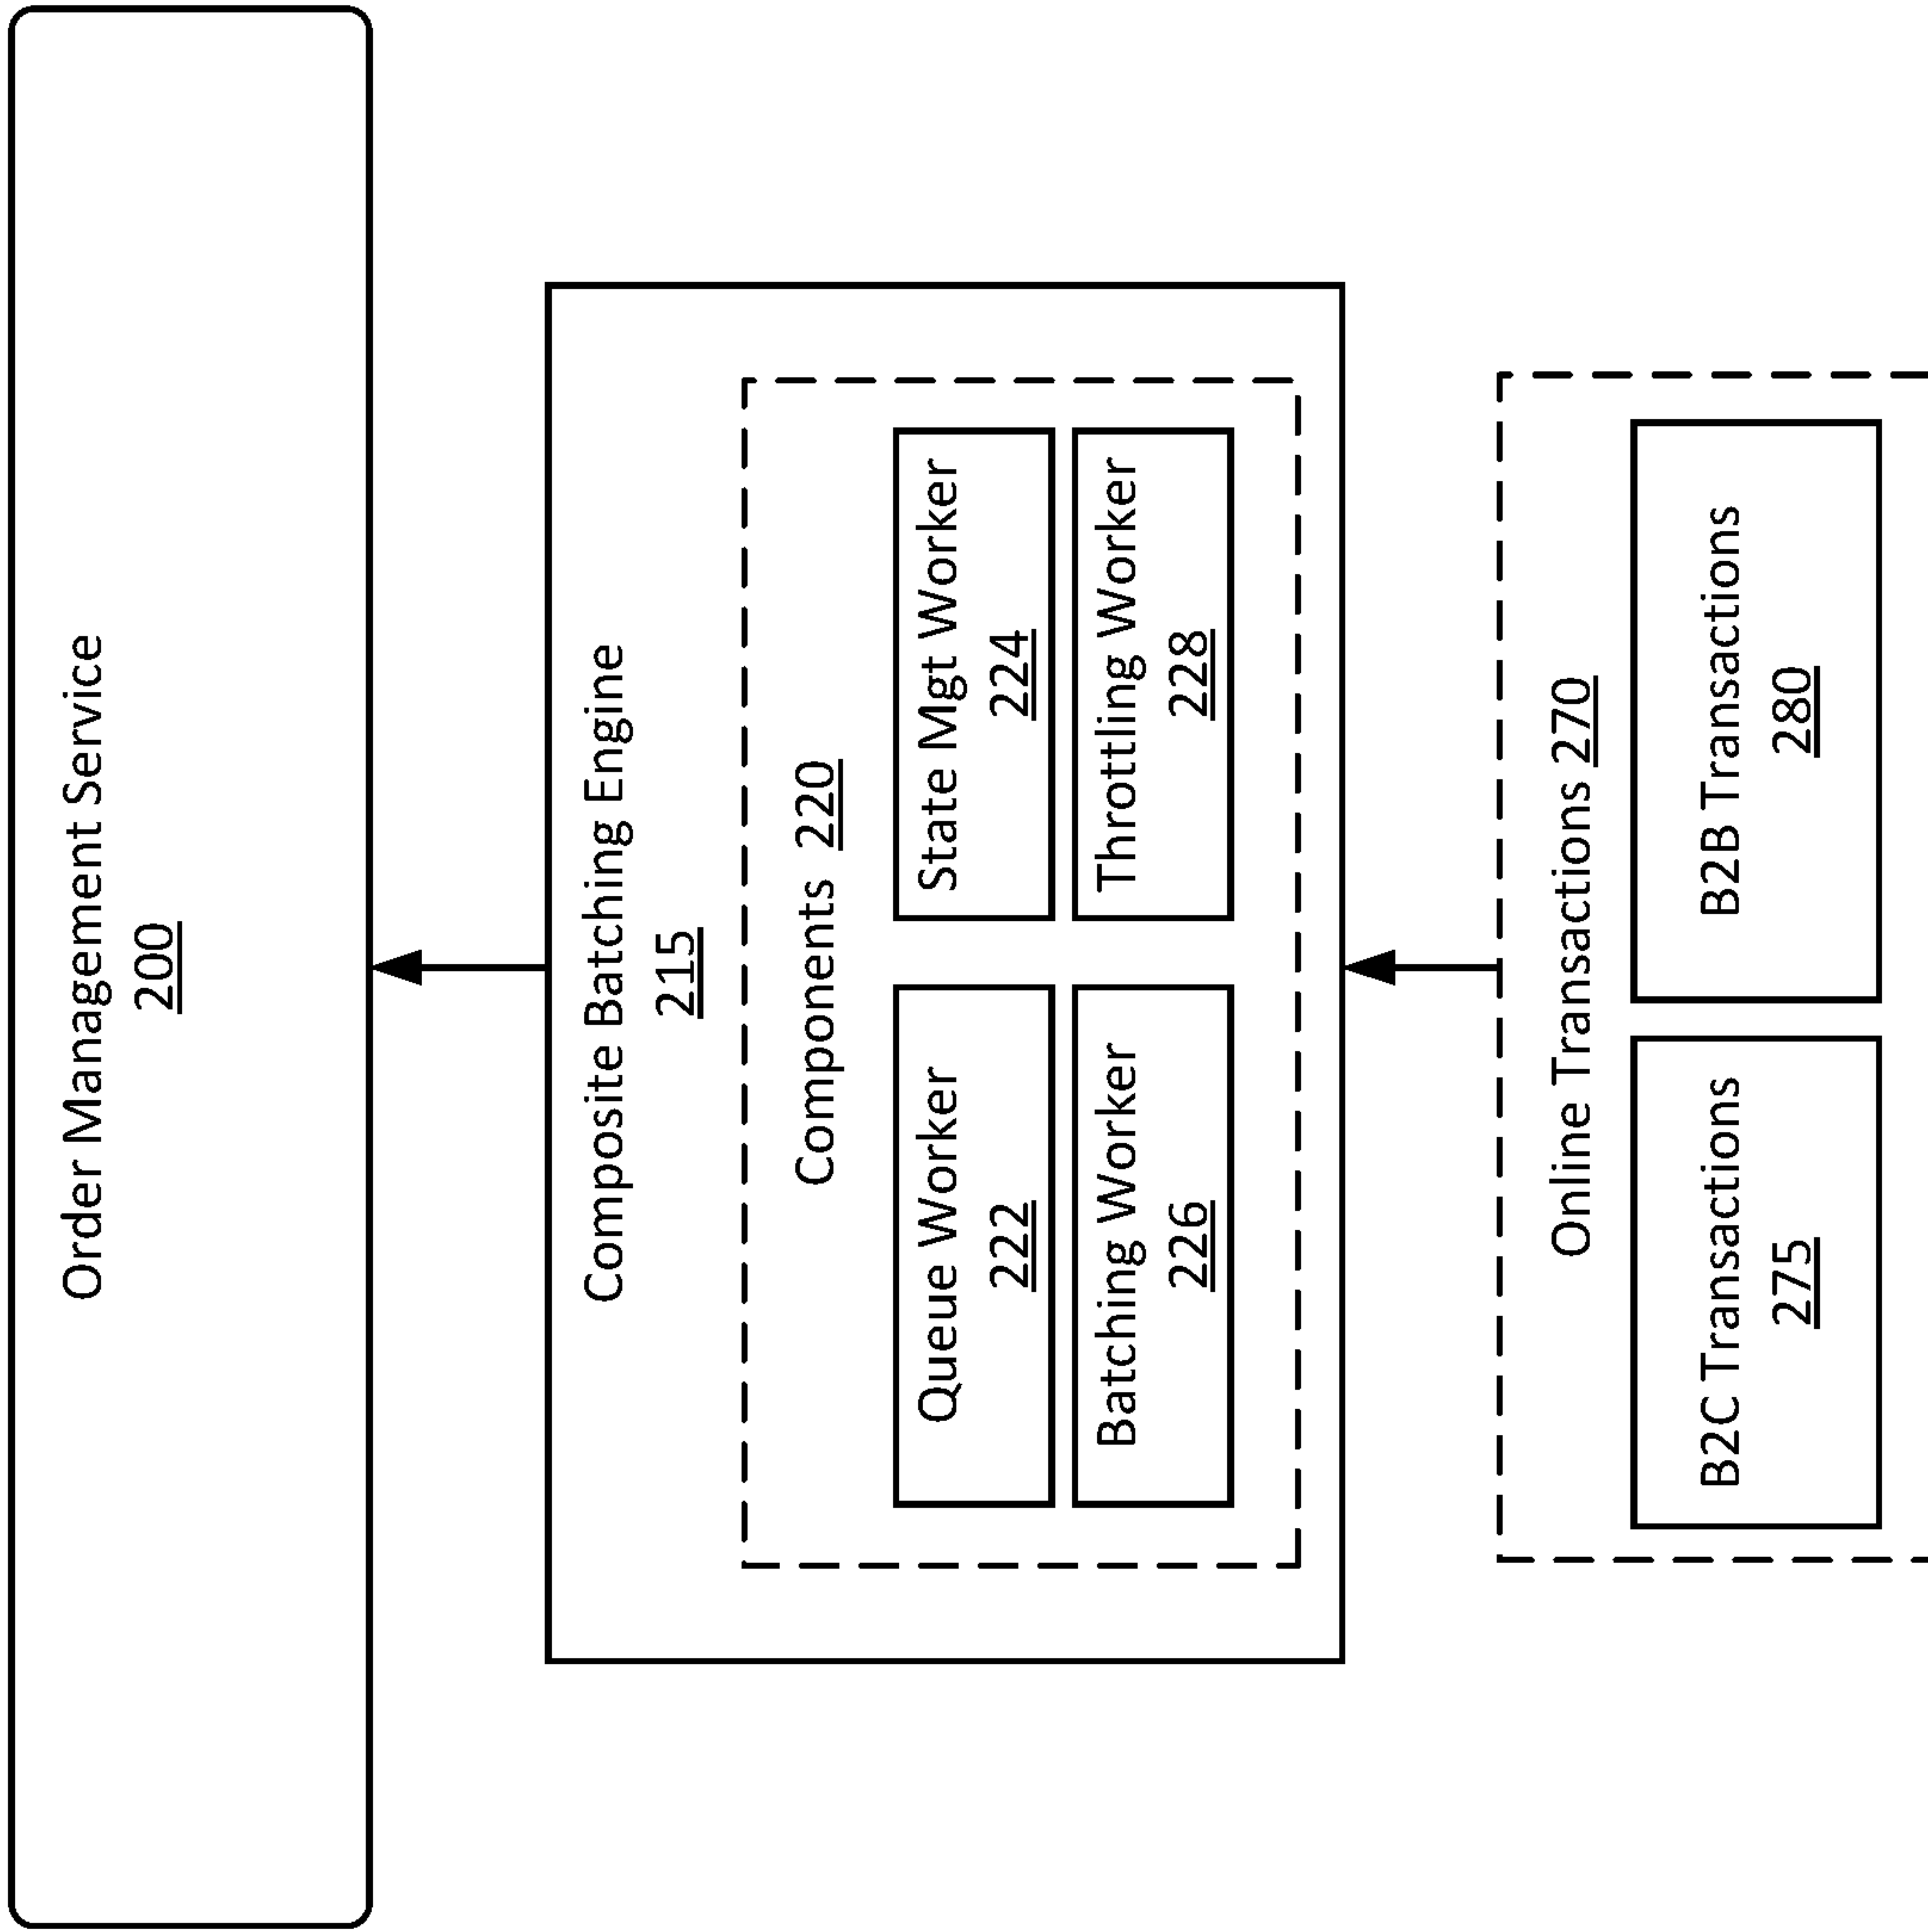 Order Management Service
200
Composite Batching Engine
215
Components 220
Queue Worker
222
State Mgt Worker
224
Batching Worker
226
Throttling Worker
228
Online Transactions 270
B2C Transactions
275
B2B Transactions
280